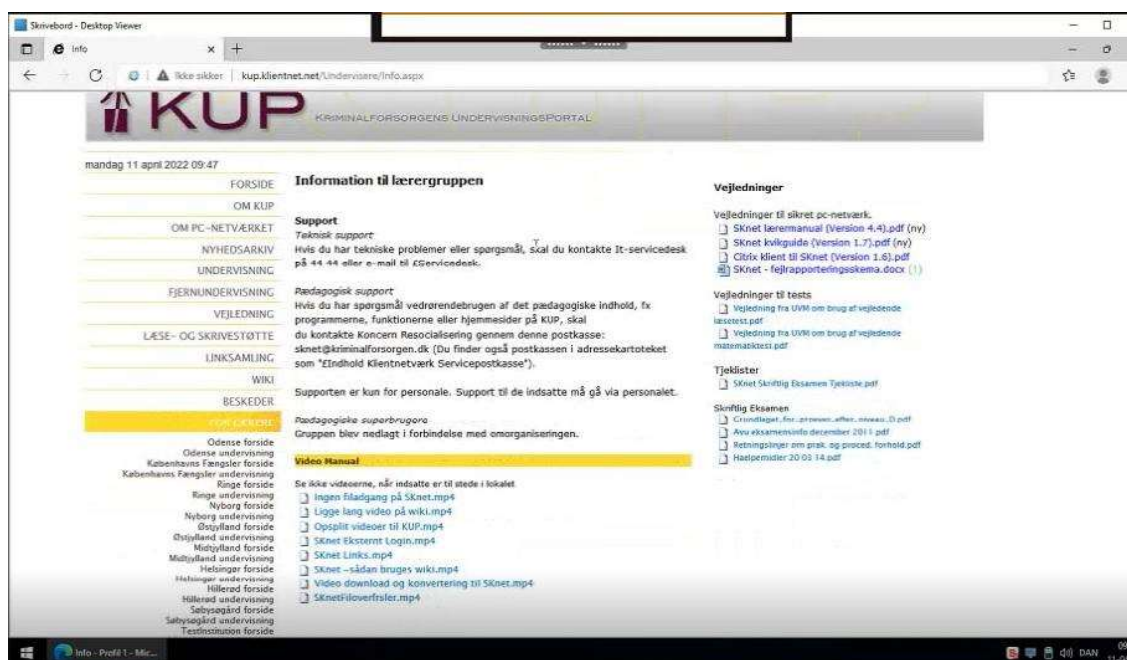 Skrivebord - Desktop Viewer
Info
Ikke sikker
kup.klientnet.net/Undervisere/Info.aspx
KUP
KRIMINALFORSORGENS UNDERVISNINGSPORTAL
mandag 11 april 2022 09:47
FORSIDE
OM KUP
OM PC-NETVÆRKET
NYHEDSARKIV
UNDERVISNING
FJERNUNDERVISNING
VEJLEDNING
LÆSE- OG SKRIVESTØTTE
LINKSAMLING
WIKI
BESKEDER
Odense forside
Odense undervisning
Københavns Fængsler forside
Københavns Fængsler undervisning
Ringe forside
Ringe undervisning
Nyborg forside
Nyborg undervisning
Østjylland forside
Østjylland undervisning
Midtjylland forside
Midtjylland undervisning
Helsingør forside
Helsingør undervisning
Hillerød forside
Hillerød undervisning
Søbysøgård forside
Søbysøgård undervisning
Testinstitution forside
Information til lærergruppen
Support
Teknisk support
Hvis du har tekniske problemer eller spørgsmål, skal du kontakte It-servicedesk
på 44 44 eller e-mail til £Servicedesk.
Pædagogisk support
Hvis du har spørgsmål vedrørendebrugen af det pædagogiske indhold, fx
programmerne, funktionerne eller hjemmesider på KUP, skal
du kontakte Koncern Resocialisering gennem denne postkasse:
sknet@kriminalforsorgen.dk (Du finder også postkassen i adressekartoteket
som "£Indhold Klientnetværk Servicepostkasse").
Supporten er kun for personale. Support til de indsatte må gå via personalet.
Pædagogiske superbrugere
Gruppen blev nedlagt i forbindelse med omorganiseringen.
Video Manual
Se ikke videoerne, når indsatte er til stede i lokalet
Ingen filadgang på SKnet.mp4
Ligge lang video på wiki.mp4
Opsplit videoer til KUP.mp4
SKnet Eksternt Login.mp4
SKnet Links.mp4
SKnet –sådan bruges wiki.mp4
Video download og konvertering til SKnet.mp4
SKnetFiloverfrsler.mp4
Vejledninger
Vejledninger til sikret pc-netværk.
SKnet lærermanual (Version 4.4).pdf (ny)
SKnet kvikguide (Version 1.7).pdf (ny)
Citrix klient til SKnet (Version 1.6).pdf
SKnet - fejlrapporteringsskema.docx (1)
Vejledninger til tests
Vejledning fra UVM om brug af vejledende
læsetest.pdf
Vejledning fra UVM om brug af vejledende
matematiktest.pdf
Tjeklister
SKnet Skriftlig Eksamen Tjekliste.pdf
Skriftlig Eksamen
Grundlaget_for_proever_efter_niveau_D.pdf
Avu eksamensinfo december 2011.pdf
Retningslinjer om prak. og proced. forhold.pdf
Haelpemidler 20 03 14.pdf
Info - Profil 1 - Mic...
DAN